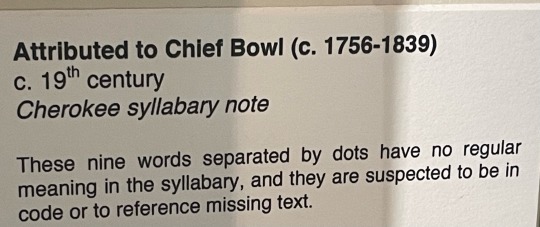 Attributed to Chief Bowl (c. 1756-1839)
c. 19th century
Cherokee syllabary note
These nine words separated by dots have no regular
meaning in the syllabary, and they are suspected to be in
code or to reference missing text.